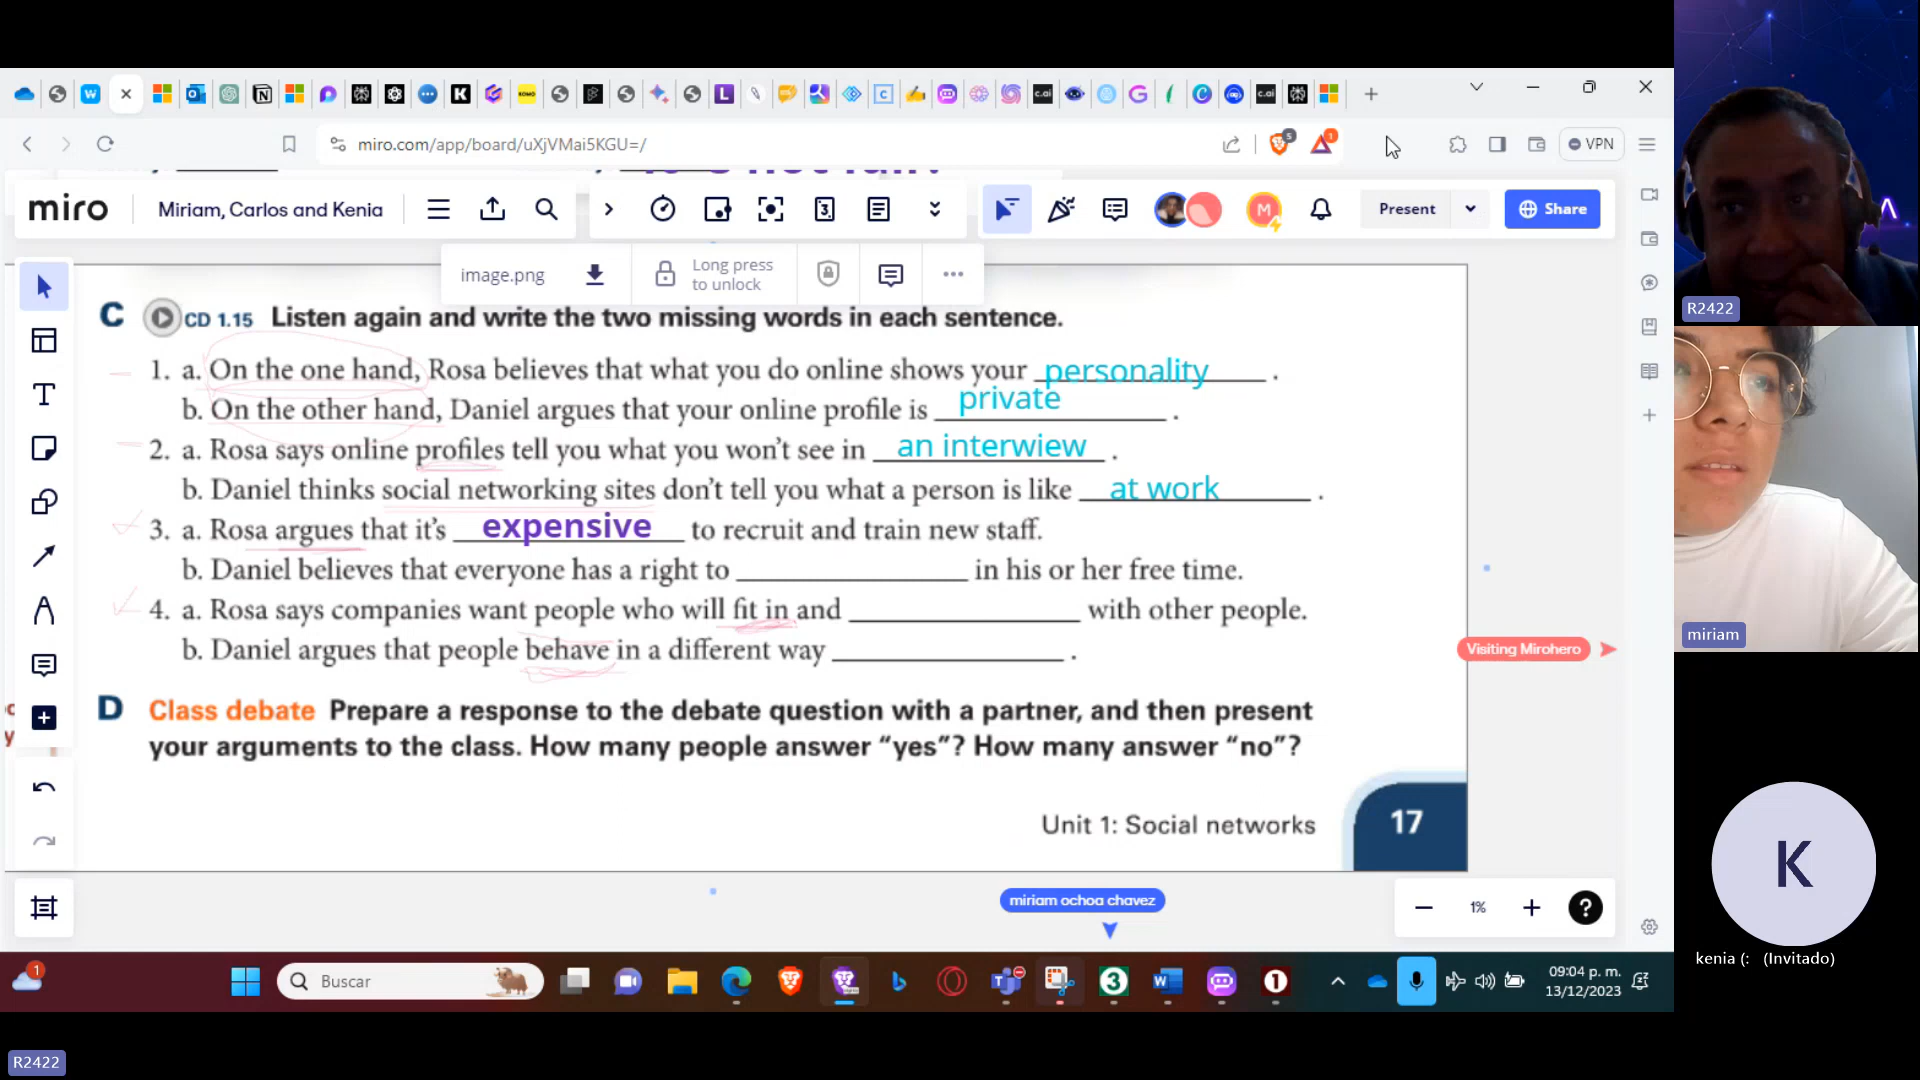 miro.com/app/board/uXjVMai5KGU=/
5
1
VPN
miro
Miriam, Carlos and Kenia
3
M
Present
Share
image.png
Long press
to unlock
C CD 1.15 Listen again and write the two missing words in each sentence.
1. a. On the one hand, Rosa believes that what you do online shows your personality .
b. On the other hand, Daniel argues that your online profile is private .
2. a. Rosa says online profiles tell you what you won't see in an interwiew .
b. Daniel thinks social networking sites don't tell you what a person is like at work .
3. a. Rosa argues that it's expensive to recruit and train new staff.
b. Daniel believes that everyone has a right to ____________ in his or her free time.
4. a. Rosa says companies want people who will fit in and ____________ with other people.
b. Daniel argues that people behave in a different way ____________ .
Visiting Mirohero
D Class debate Prepare a response to the debate question with a partner, and then present
your arguments to the class. How many people answer “yes”? How many answer “no”?
Unit 1: Social networks
17
miriam ochoa chavez
1%
?
1
Buscar
09:04 p. m.
13/12/2023
R2422
miriam
K
kenia (: (Invitado)
R2422